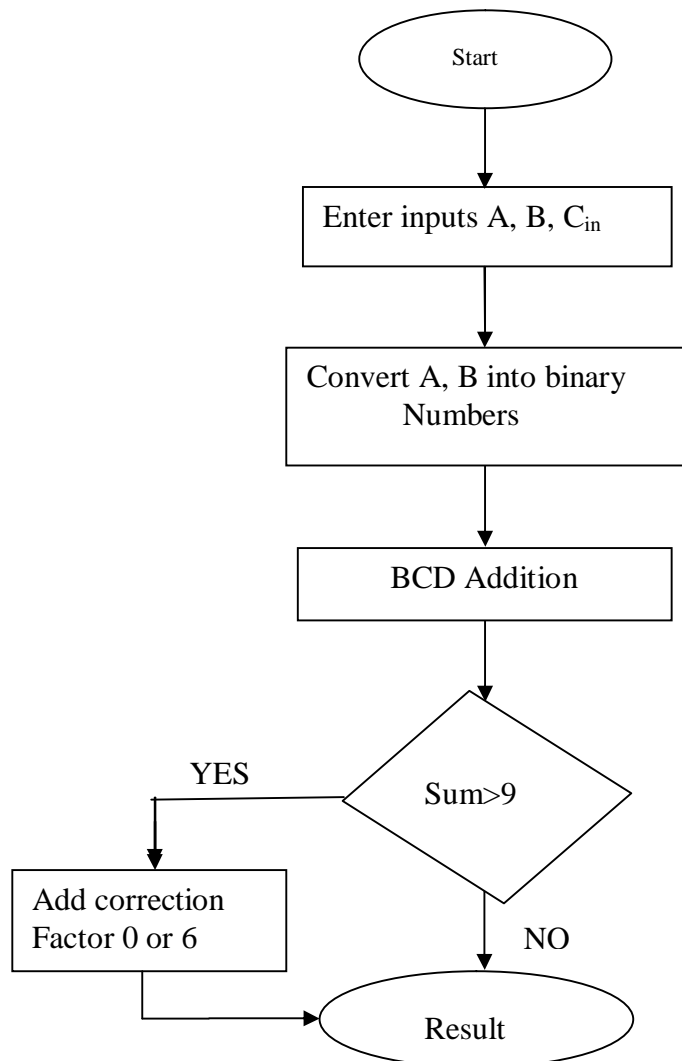 Start
Enter inputs A, B, Cin
Convert A, B into binary
Numbers
BCD Addition
YES
Sum>9
Add correction
Factor 0 or 6
NO
Result